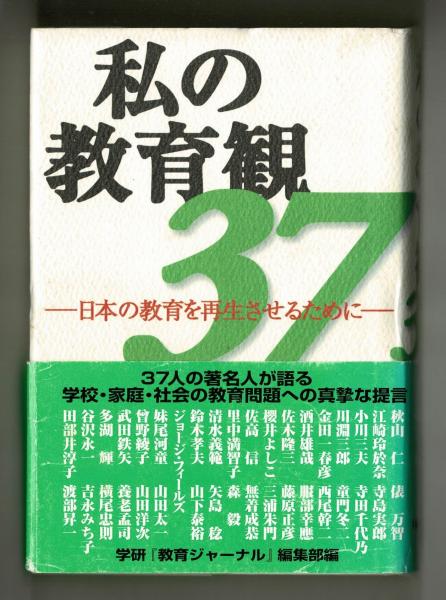 私の
教育観
37
―日本の教育を再生させるために―
37人の著名人が語る
学校・家庭・社会の教育問題への真摯な提言
秋山 仁
江崎玲於奈
小川三夫
川淵三郎
金田一春彦
酒井雄哉
佐木隆三
櫻井よしこ
佐高 信
里中満智子
清水義範
鈴木孝夫
ジョージ・フィールズ
妹尾河童
曾野綾子
武田鉄矢
多湖 輝
谷沢永一
田部井淳子
俵 万智
寺島実郎
寺田千代乃
童門冬二
西尾幹二
服部幸應
藤原正彦
三浦朱門
無着成恭
森 毅
矢島 稔
山下泰裕
山田太一
山田洋次
養老孟司
横尾忠則
吉永みち子
渡部昇一
学研『教育ジャーナル』編集部編